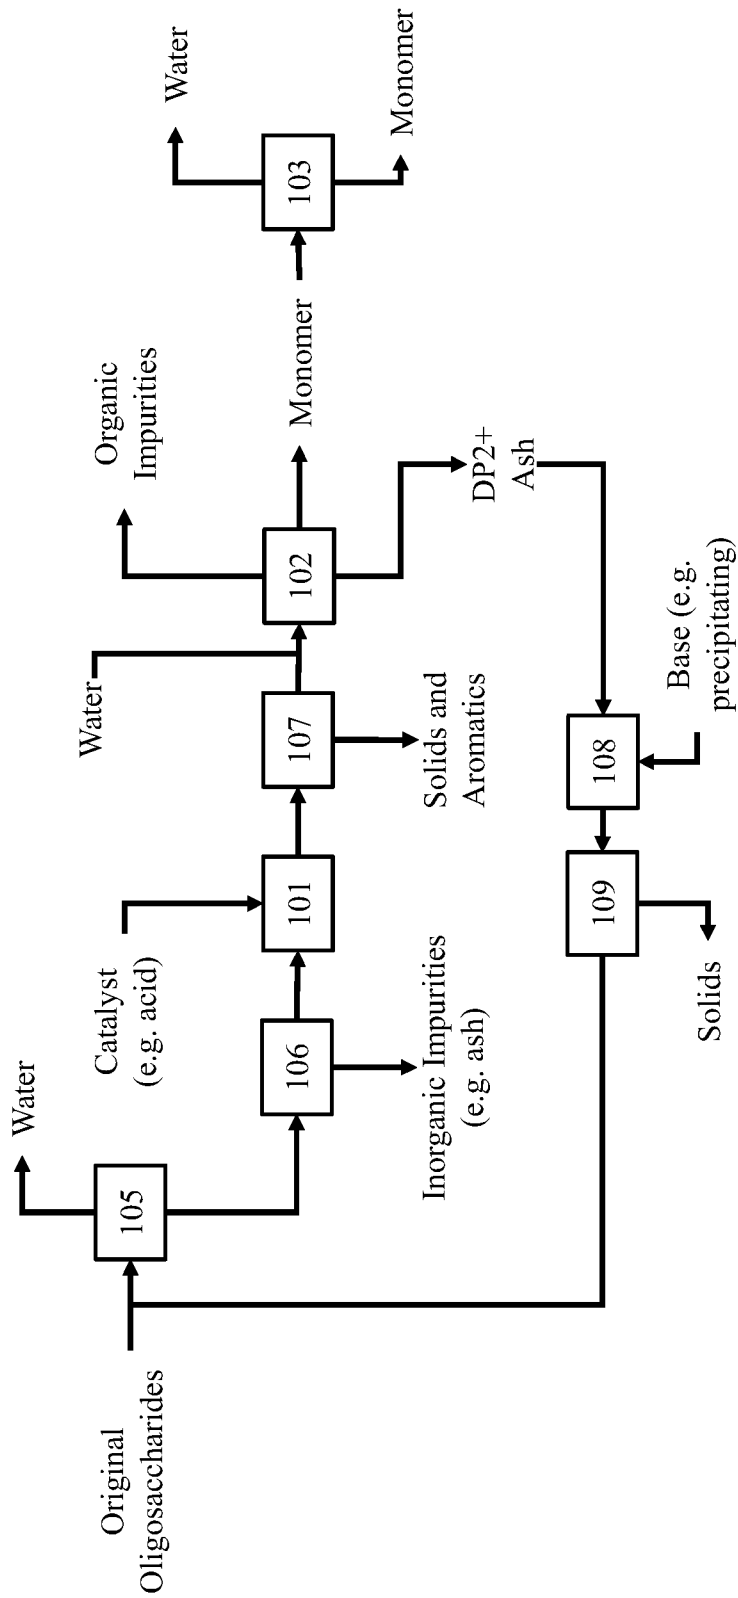 Original
Oligosaccharides
Water
105
106
Inorganic Impurities
(e.g. ash)
Catalyst
(e.g. acid)
101
107
Solids and
Aromatics
Water
102
Organic
Impurities
Monomer
103
Water
Monomer
DP2+
Ash
108
Base (e.g.
precipitating)
109
Solids